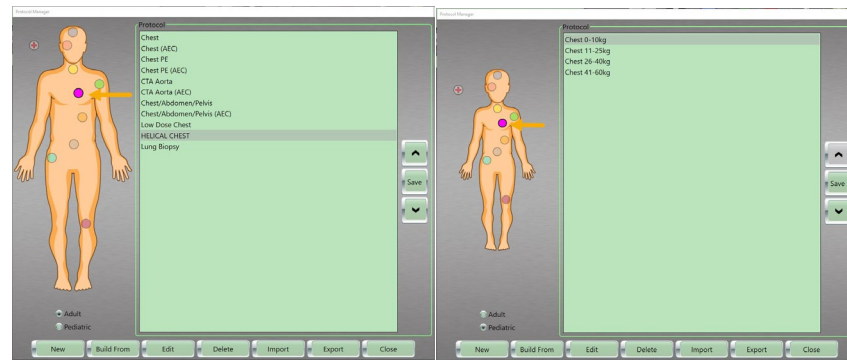 Protocol Manager
Protocol
Chest
Chest (AEC)
Chest PE
Chest PE (AEC)
CTA Aorta
CTA Aorta (AEC)
Chest/Abdomen/Pelvis
Chest/Abdomen/Pelvis (AEC)
Low Dose Chest
HELICAL CHEST
Lung Biopsy
Save
Adult
Pediatric
New
Build From
Edit
Delete
Import
Export
Close
Protocol Manager
Protocol
Chest 0-10kg
Chest 11-25kg
Chest 26-40kg
Chest 41-60kg
Save
Adult
Pediatric
New
Build From
Edit
Delete
Import
Export
Close